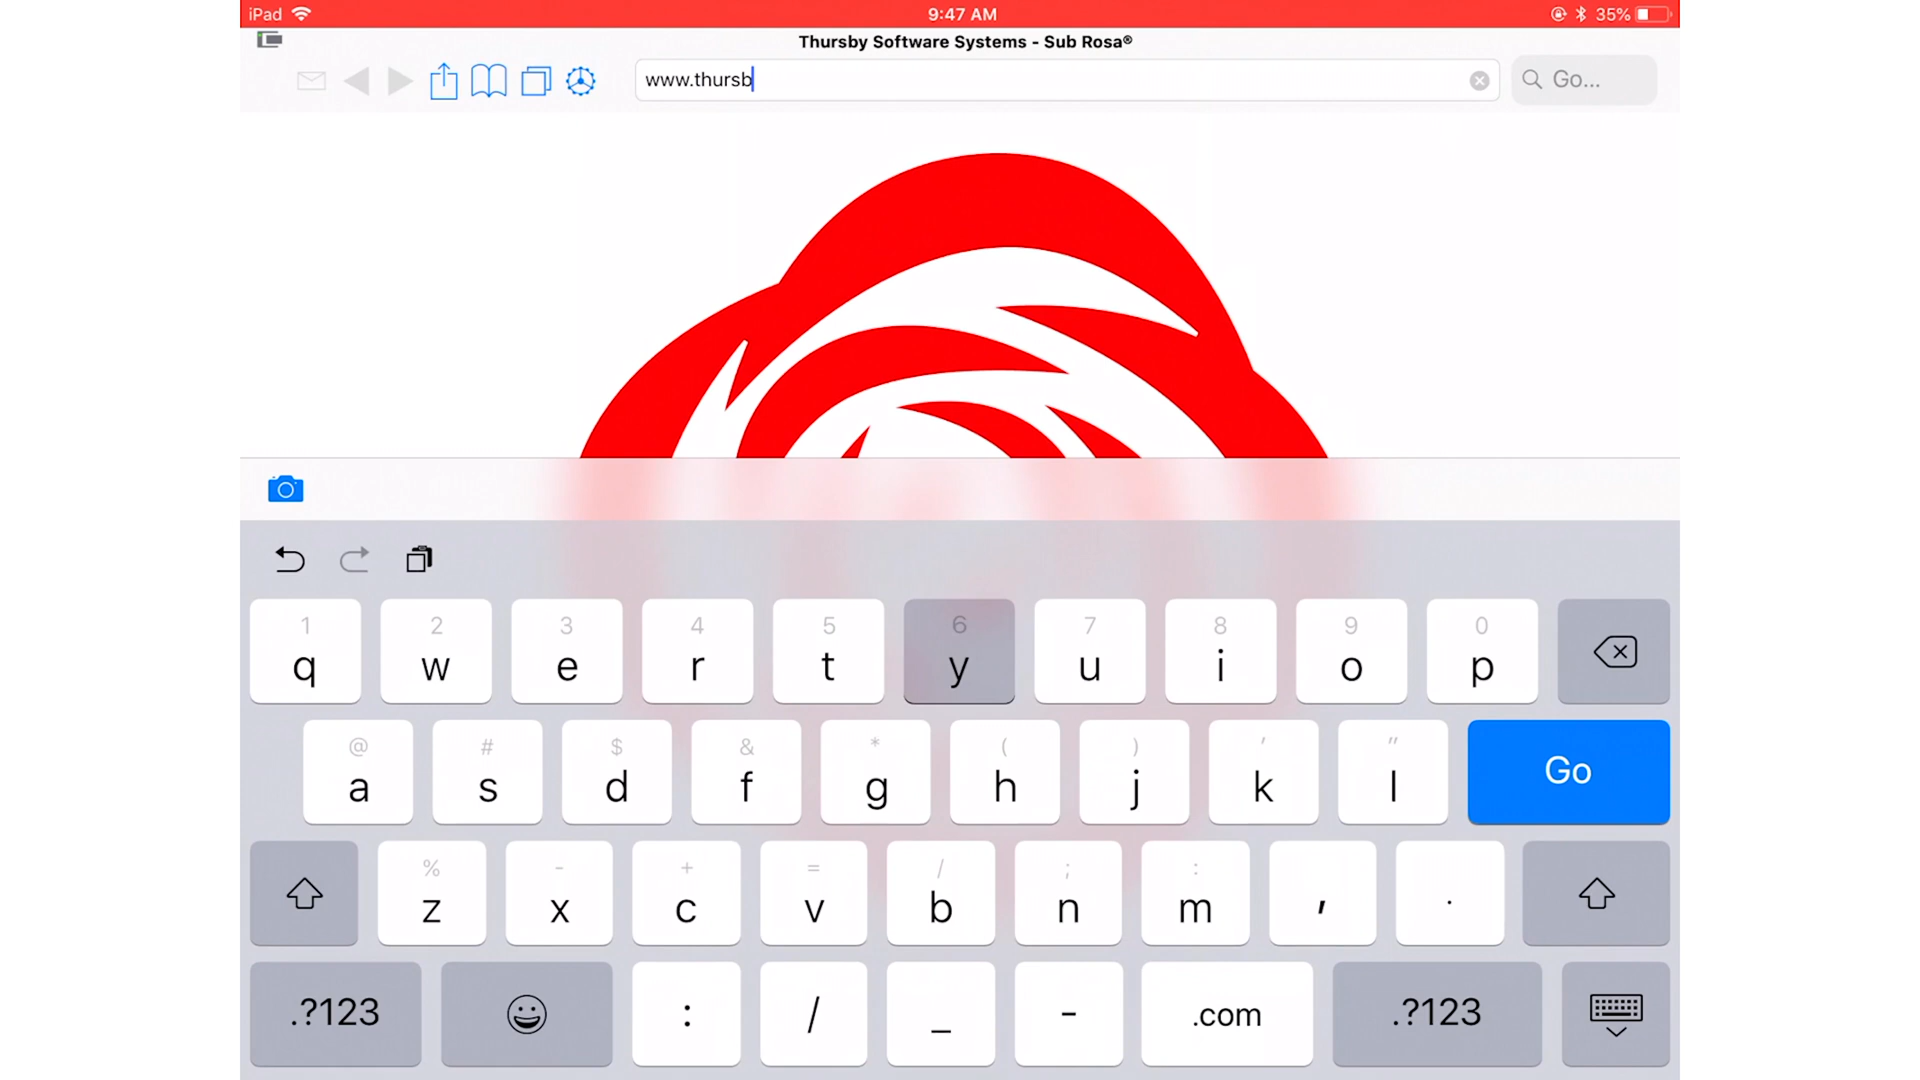 iPad 9:47 AM 35%
Thursby Software Systems - Sub Rosa®
www.thursb Go...
1 2 3 4 5 6 7 8 9 0
q w e r t y u i o p
@ # $ & * ( ) ' "
a s d f g h j k l Go
% - + = / ; :
z x c v b n m , .
.?123 : / _ - .com .?123